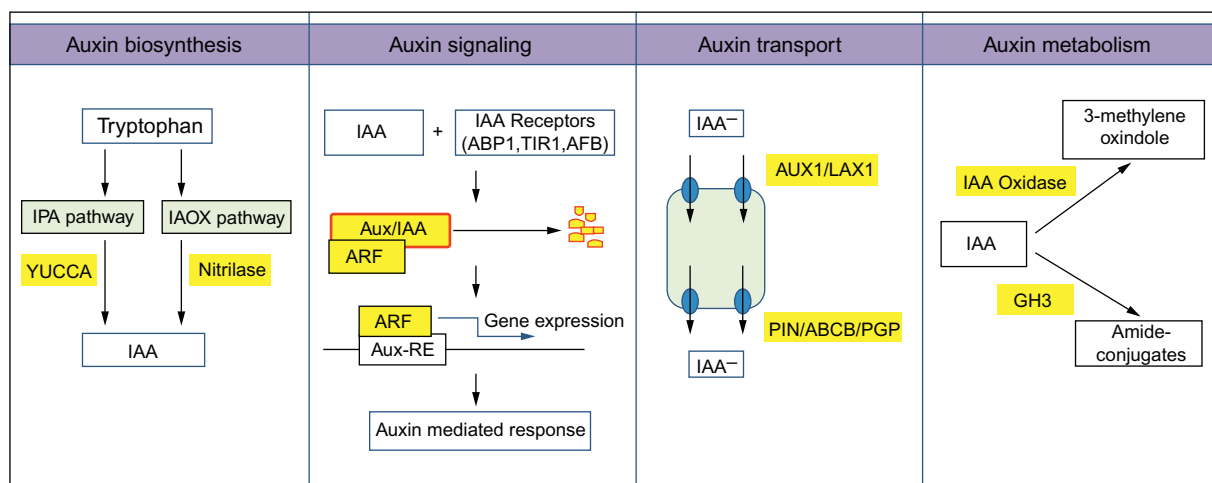 Auxin biosynthesis
Auxin signaling
Auxin transport
Auxin metabolism
Tryptophan
IPA pathway
IAOX pathway
YUCCA
Nitrilase
IAA
IAA
+
IAA Receptors
(ABP1,TIR1,AFB)
Aux/IAA
ARF
ARF
Gene expression
Aux-RE
Auxin mediated response
IAA–
AUX1/LAX1
PIN/ABCB/PGP
IAA–
3-methylene
oxindole
IAA Oxidase
IAA
GH3
Amide-
conjugates